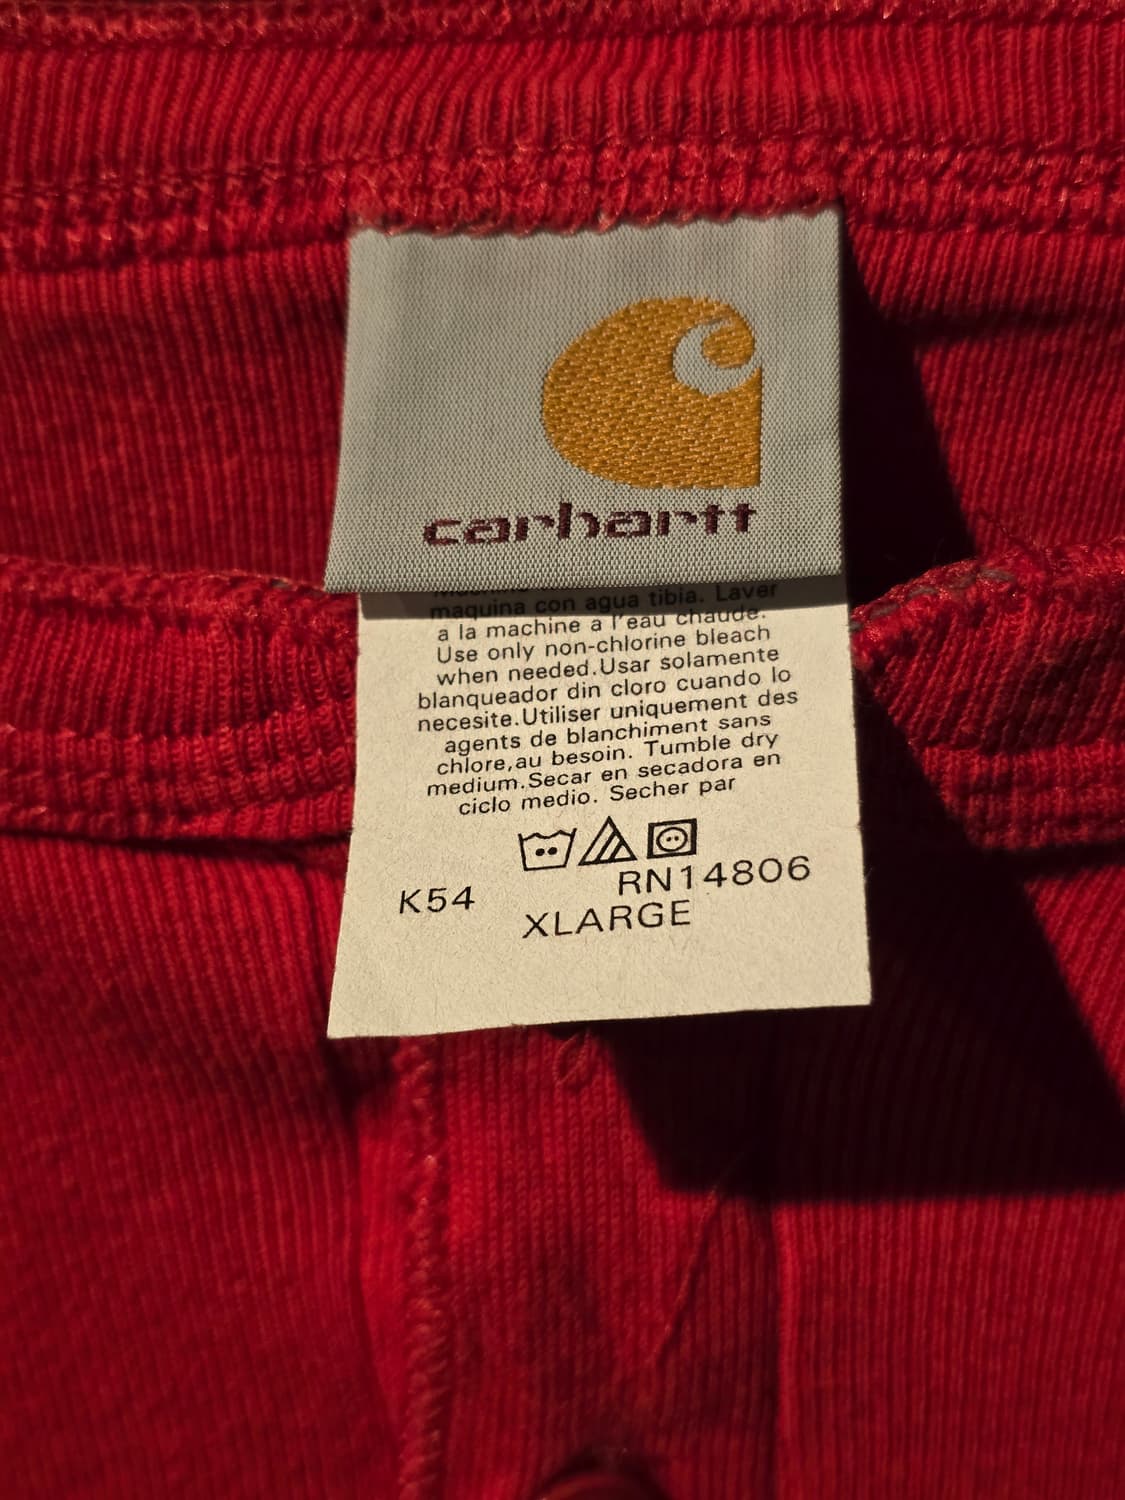 carhartt
maquina con agua tibia. Laver
a la machine a l'eau chaude.
Use only non-chlorine bleach
when needed.Usar solamente
blanqueador din cloro cuando lo
necesite.Utiliser uniquement des
agents de blanchiment sans
chlore,au besoin. Tumble dry
medium.Secar en secadora en
ciclo medio. Secher par
K54 RN14806
XLARGE